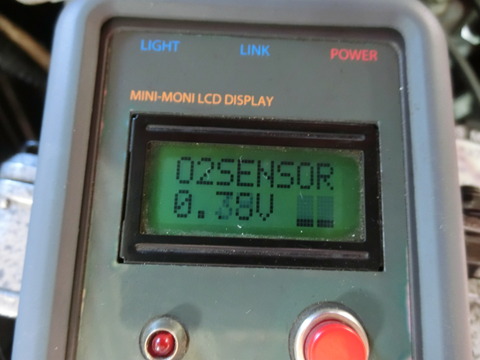 LIGHT LINK POWER
MINI-MONI LCD DISPLAY
O2SENSOR
0.38V